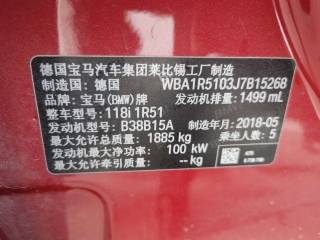 德国宝马汽车集团莱比锡工厂制造
制造国: 德国 WBA1R5103J7B15268
品牌: 宝马(BMW)牌 发动机排量: 1499 mL
整车型号: 118i 1R51
发动机型号: B38B15A 制造年月: 2018-05
最大允许总质量: 1885 kg 乘坐人数: 5
发动机最大净功率: 100 kW
最大允许牵引质量: -- kg